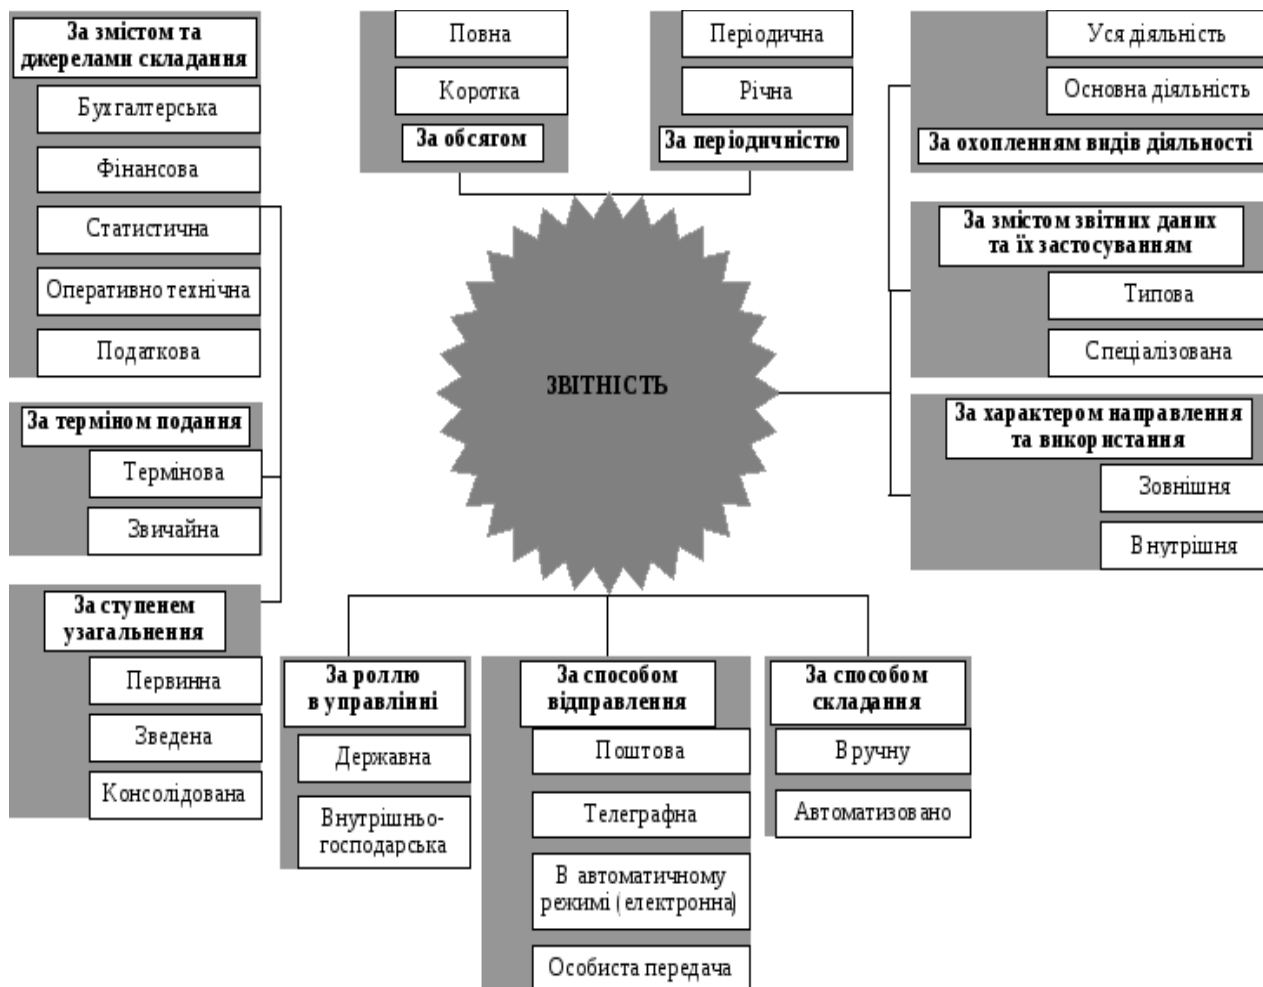 За змістом та
джерелами складання
Бухгалтерська
Фінансова
Статистична
Оперативно технічна
Податкова
За терміном подання
Термінова
Звичайна
За ступенем
узагальнення
Первинна
Зведена
Консолідована
Повна
Коротка
За обсягом
Періодична
Річна
За періодичністю
Уся діяльність
Основна діяльність
За охопленням видів діяльності
За змістом звітних даних
та їх застосуванням
Типова
Спеціалізована
За характером направлення
та використання
Зовнішня
Внутрішня
ЗВІТНІСТЬ
За роллю
в управлінні
Державна
Внутрішньо-
господарська
За способом
відправлення
Поштова
Телеграфна
В автоматичному
режимі (електронна)
Особиста передача
За способом
складання
Вручну
Автоматизовано